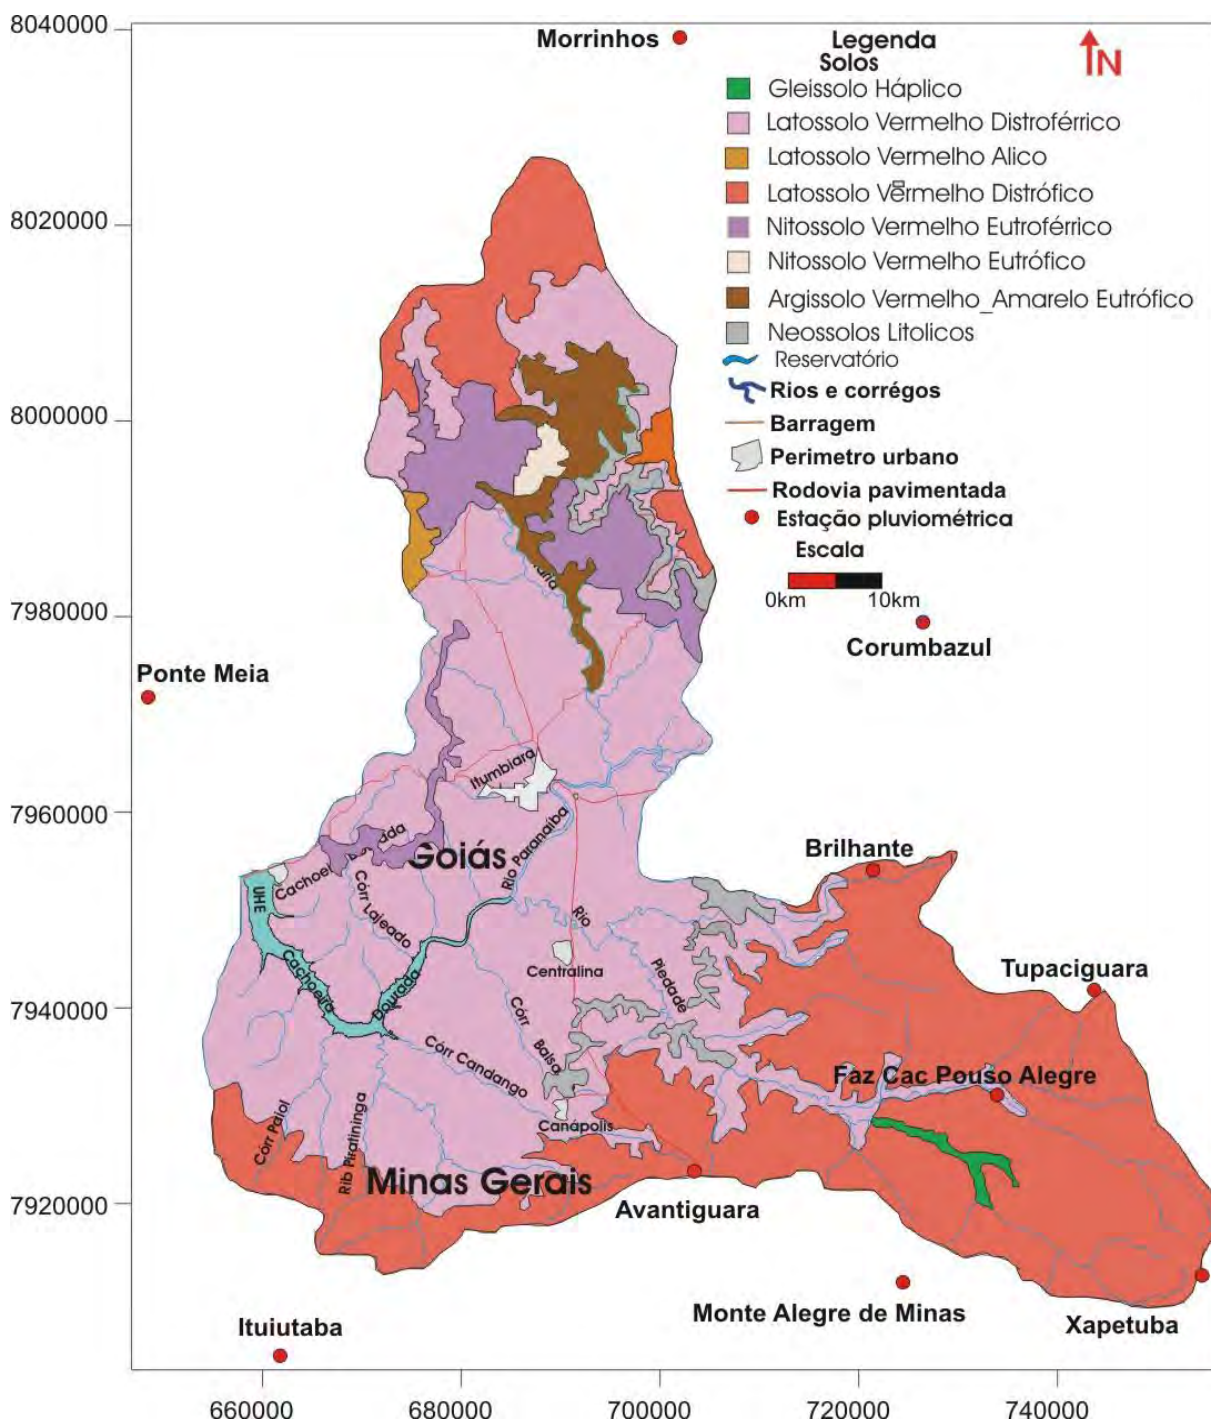 8040000
Morrinhos
Legenda
Solos
N
Gleissolo Háplico
Latossolo Vermelho Distroférrico
Latossolo Vermelho Alico
Latossolo Vermelho Distrófico
8020000
Nitossolo Vermelho Eutroférrico
Nitossolo Vermelho Eutrófico
Argissolo Vermelho_Amarelo Eutrófico
Neossolos Litolicos
Reservatório
Rios e corrégos
8000000
Barragem
Perimetro urbano
Rodovia pavimentada
Estação pluviométrica
Escala
0km 10km
7980000
Corumbazul
Ponte Meia
Itumbiara
7960000
Rio Paranaíba
Goiás
Brilhante
UHE
Córr Lajeado
Rio
Centralina
Piedade
Tupaciguara
Cachoeira
Dourada
7940000
Córr
Balsa
Córr Candango
Faz Cac Pouso Alegre
Canápolis
Córr Paiol
Rib Piratininga
Minas Gerais
7920000
Avantiguara
Monte Alegre de Minas
Xapetuba
Ituiutaba
660000 680000 700000 720000 740000